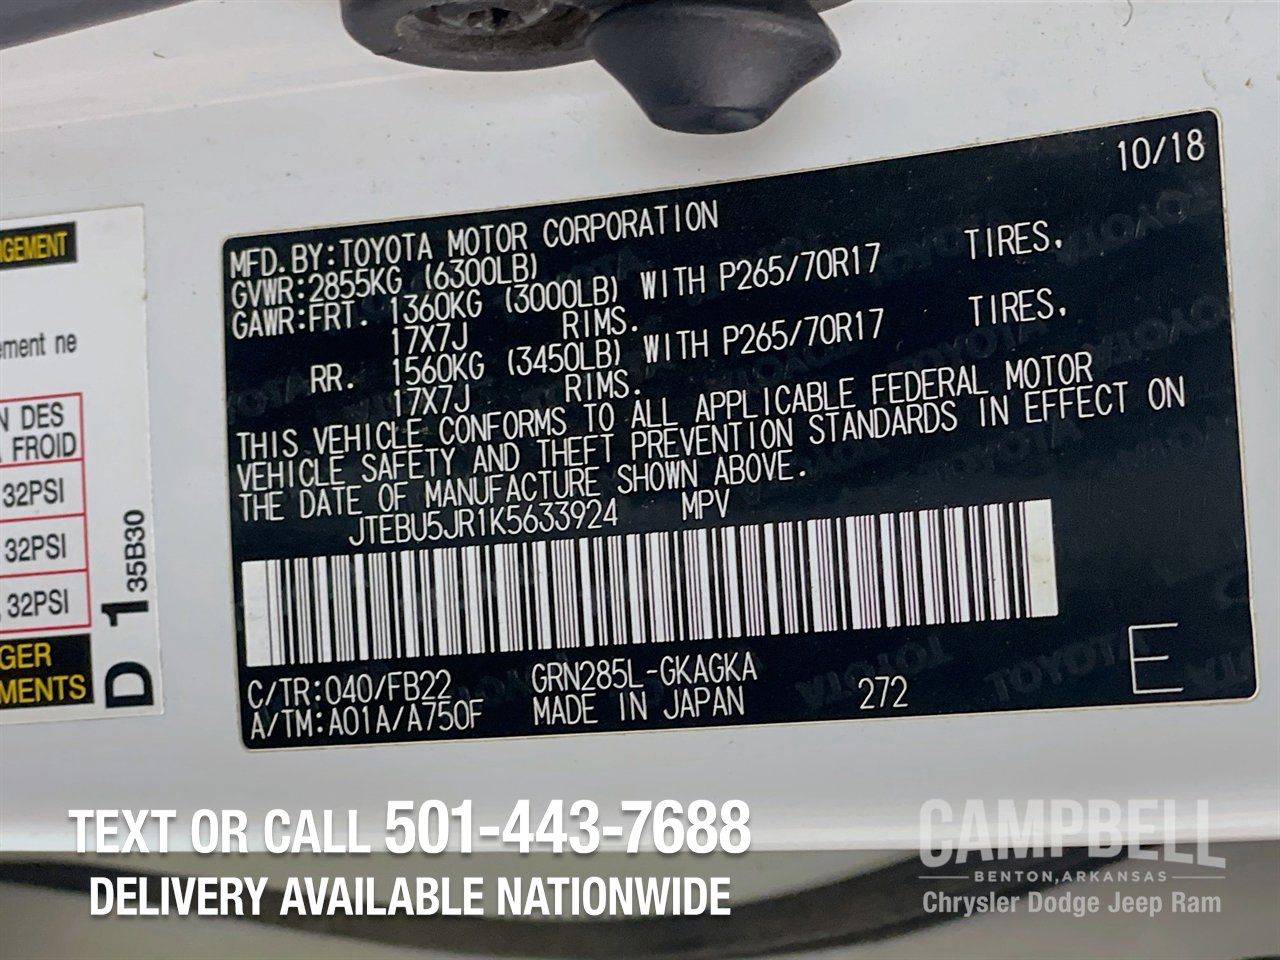 10/18
MFD. BY:TOYOTA MOTOR CORPORATION
GVWR:2855KG (6300LB)
GAWR:FRT. 1360KG (3000LB) WITH P265/70R17 TIRES,
17X7J RIMS.
RR. 1560KG (3450LB) WITH P265/70R17 TIRES,
17X7J RIMS.
THIS VEHICLE CONFORMS TO ALL APPLICABLE FEDERAL MOTOR
VEHICLE SAFETY AND THEFT PREVENTION STANDARDS IN EFFECT ON
THE DATE OF MANUFACTURE SHOWN ABOVE.
JTEBU5JR1K5633924 MPV
C/TR:040/FB22 GRN285L-GKAGKA
A/TM:A01A/A750F MADE IN JAPAN 272
E
GEMENT
ement ne
N DES
FROID
32PSI
32PSI
32PSI
GER
MENTS
D 1 35B30
TEXT OR CALL 501-443-7688
DELIVERY AVAILABLE NATIONWIDE
CAMPBELL
BENTON, ARKANSAS
Chrysler Dodge Jeep Ram